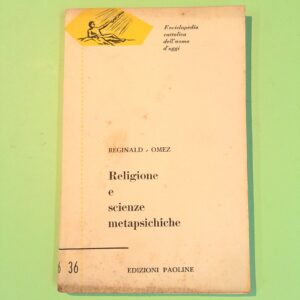 Enciclopedia
cattolica
dell'uomo
d'oggi
REGINALD - OMEZ
Religione
e
scienze
metapsichiche
6 36
EDIZIONI PAOLINE